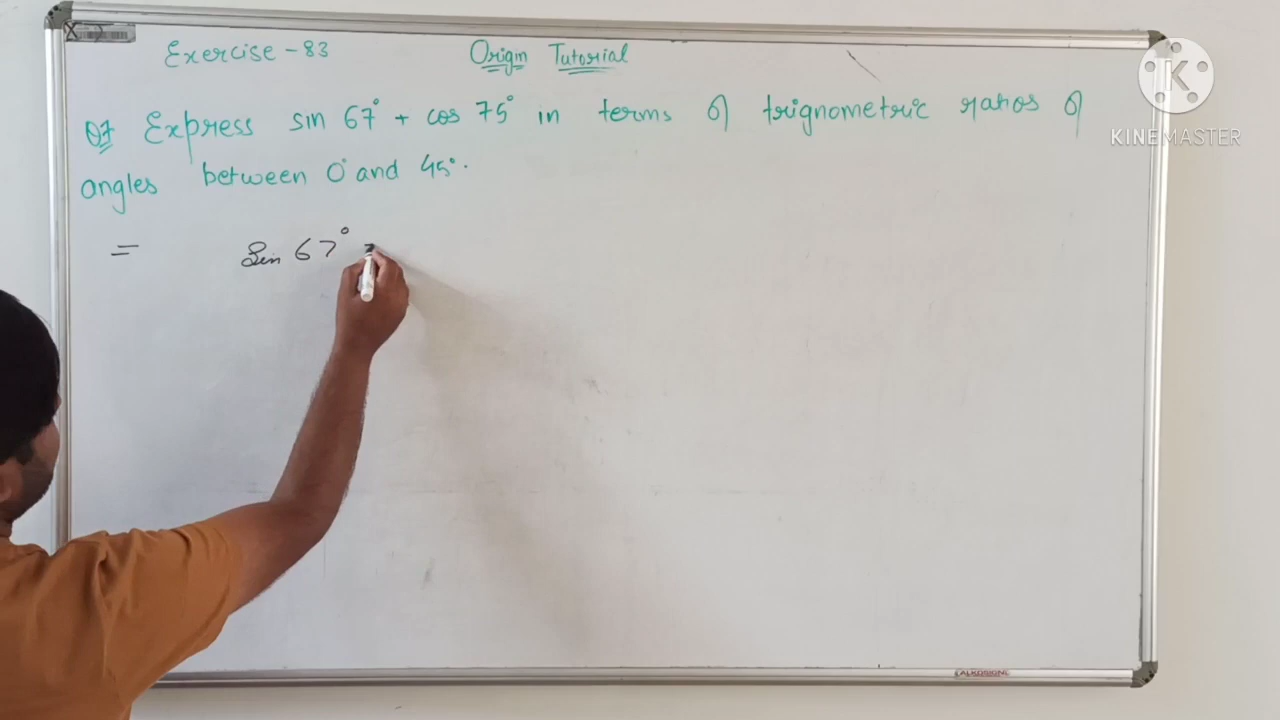 Exercise - 83
Origin Tutorial
KINEMASTER
Q7 Express sin 67° + cos 75° in terms of trignometric ratios of
angles between 0° and 45°.
= Sin 67°